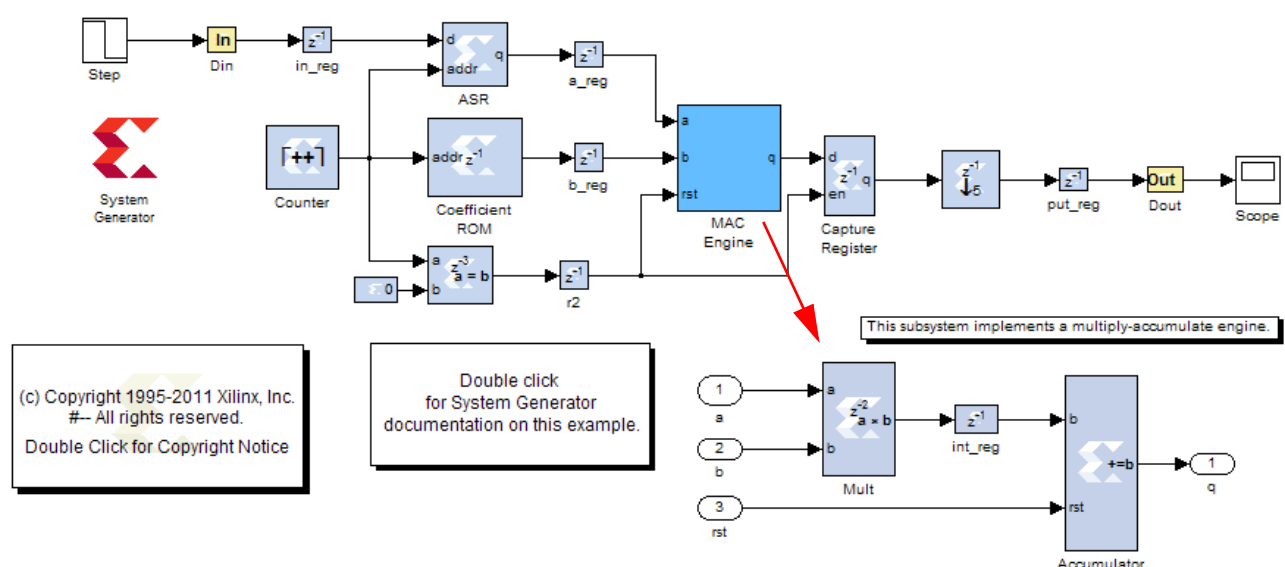 Step
In
Din
z⁻¹
in_reg
d
addr
q
ASR
z⁻¹
a_reg
System
Generator
++
Counter
addr
z⁻¹
Coefficient
ROM
z⁻¹
b_reg
a
b
rst
q
MAC
Engine
d
en
z⁻¹
q
Capture
Register
z⁻¹
↓5
z⁻¹
put_reg
Out
Dout
Scope
0
a
b
z⁻³
a = b
z⁻¹
r2
This subsystem implements a multiply-accumulate engine.
(c) Copyright 1995-2011 Xilinx, Inc.
#-- All rights reserved.
Double Click for Copyright Notice
Double click
for System Generator
documentation on this example.
1
a
2
b
3
rst
a
b
z⁻²
a × b
Mult
z⁻¹
int_reg
b
rst
+=b
Accumulator
1
q